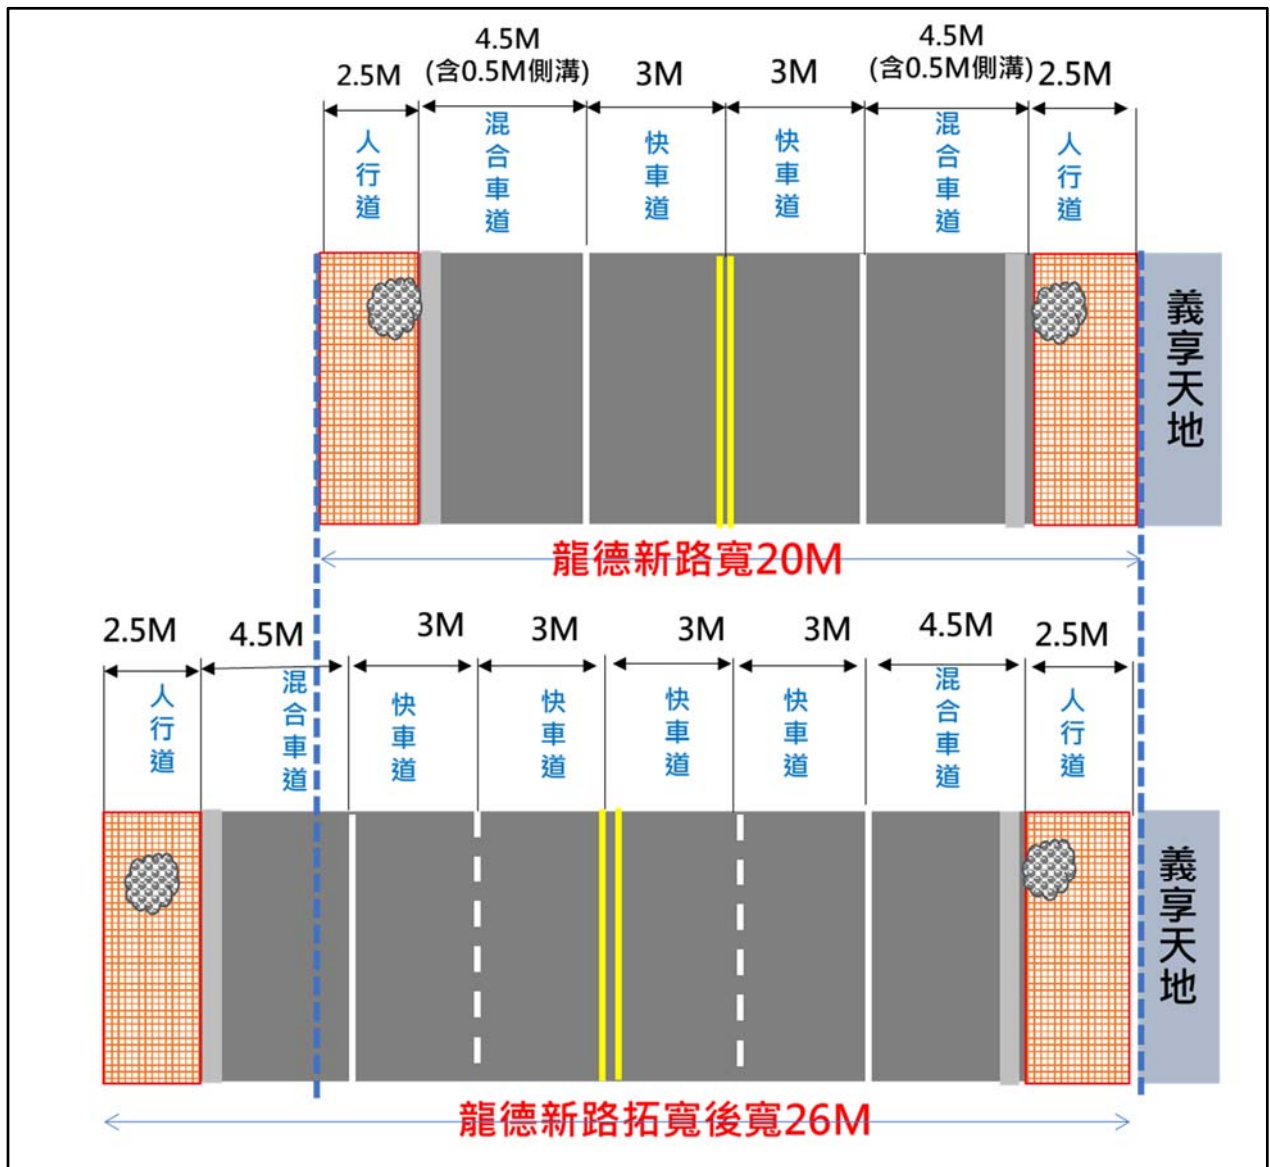 2.5M
4.5M
(含0.5M側溝)
3M
3M
4.5M
(含0.5M側溝)
2.5M
人行道
混合車道
快車道
快車道
混合車道
人行道
義享天地
龍德新路寬20M
2.5M
4.5M
3M
3M
3M
3M
4.5M
2.5M
人行道
混合車道
快車道
快車道
快車道
快車道
混合車道
人行道
義享天地
龍德新路拓寬後寬26M